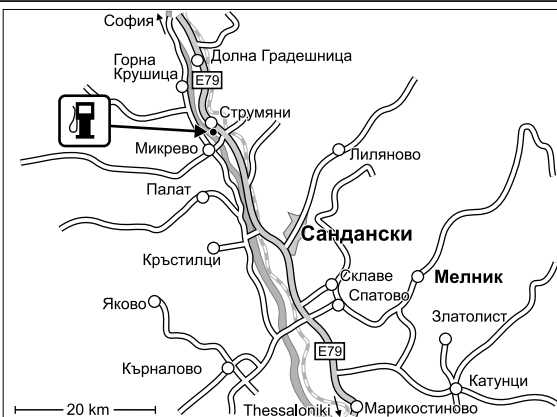 София
Долна Градешница
Горна
Крушица
E79
Струмяни
Микрево
Лиляново
Палат
Сандански
Кръстилци
Склаве
Мелник
Спатово
Яково
Златолист
E79
Кърналово
Катунци
20 km
Thessaloniki
Марикостиново